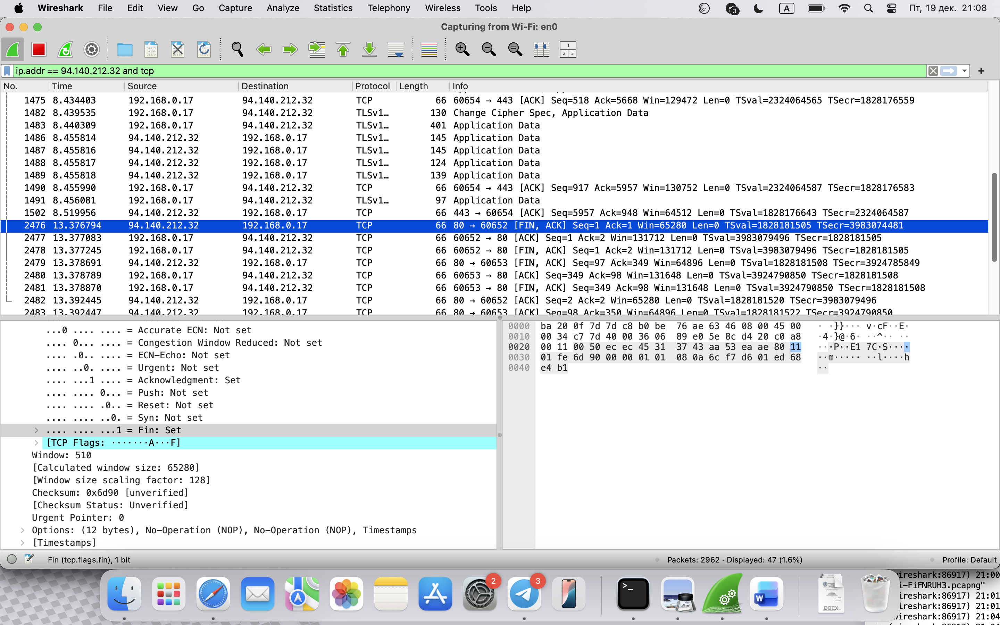 Wireshark File Edit View Go Capture Analyze Statistics Telephony Wireless Tools Help 3 A Пт, 19 дек. 21:08
Capturing from Wi-Fi: en0
ip.addr == 94.140.212.32 and tcp
No. Time Source Destination Protocol Length Info
1475 8.434403 192.168.0.17 94.140.212.32 TCP 66 60654 → 443 [ACK] Seq=518 Ack=5668 Win=129472 Len=0 TSval=2324064565 TSecr=1828176559
1482 8.439535 192.168.0.17 94.140.212.32 TLSv1… 130 Change Cipher Spec, Application Data
1483 8.440309 192.168.0.17 94.140.212.32 TLSv1… 401 Application Data
1486 8.455814 94.140.212.32 192.168.0.17 TLSv1… 145 Application Data
1487 8.455816 94.140.212.32 192.168.0.17 TLSv1… 145 Application Data
1488 8.455817 94.140.212.32 192.168.0.17 TLSv1… 124 Application Data
1489 8.455818 94.140.212.32 192.168.0.17 TLSv1… 139 Application Data
1490 8.455990 192.168.0.17 94.140.212.32 TCP 66 60654 → 443 [ACK] Seq=917 Ack=5957 Win=130752 Len=0 TSval=2324064587 TSecr=1828176583
1491 8.456081 192.168.0.17 94.140.212.32 TLSv1… 97 Application Data
1502 8.519956 94.140.212.32 192.168.0.17 TCP 66 443 → 60654 [ACK] Seq=5957 Ack=948 Win=64512 Len=0 TSval=1828176643 TSecr=2324064587
2476 13.376794 94.140.212.32 192.168.0.17 TCP 66 80 → 60652 [FIN, ACK] Seq=1 Ack=1 Win=65280 Len=0 TSval=1828181505 TSecr=3983074481
2477 13.377083 192.168.0.17 94.140.212.32 TCP 66 60652 → 80 [ACK] Seq=1 Ack=2 Win=131712 Len=0 TSval=3983079496 TSecr=1828181505
2478 13.377245 192.168.0.17 94.140.212.32 TCP 66 60652 → 80 [FIN, ACK] Seq=1 Ack=2 Win=131712 Len=0 TSval=3983079496 TSecr=1828181505
2479 13.378691 94.140.212.32 192.168.0.17 TCP 66 80 → 60653 [FIN, ACK] Seq=97 Ack=349 Win=64896 Len=0 TSval=1828181508 TSecr=3924785849
2480 13.378789 192.168.0.17 94.140.212.32 TCP 66 60653 → 80 [ACK] Seq=349 Ack=98 Win=131648 Len=0 TSval=3924790850 TSecr=1828181508
2481 13.378870 192.168.0.17 94.140.212.32 TCP 66 60653 → 80 [FIN, ACK] Seq=349 Ack=98 Win=131648 Len=0 TSval=3924790850 TSecr=1828181508
2482 13.392445 94.140.212.32 192.168.0.17 TCP 66 80 → 60652 [ACK] Seq=2 Ack=2 Win=65280 Len=0 TSval=1828181520 TSecr=3983079496
2483 13.392447 94.140.212.32 192.168.0.17 TCP 66 80 → 60653 [ACK] Seq=98 Ack=350 Win=64896 Len=0 TSval=1828181522 TSecr=3924790850
...0 .... .... = Accurate ECN: Not set
.... 0... .... = Congestion Window Reduced: Not set
.... .0.. .... = ECN-Echo: Not set
.... ..0. .... = Urgent: Not set
.... ...1 .... = Acknowledgment: Set
.... .... 0... = Push: Not set
.... .... .0.. = Reset: Not set
.... .... ..0. = Syn: Not set
.... .... ...1 = Fin: Set
[TCP Flags: ·······A···F]
Window: 510
[Calculated window size: 65280]
[Window size scaling factor: 128]
Checksum: 0x6d90 [unverified]
[Checksum Status: Unverified]
Urgent Pointer: 0
Options: (12 bytes), No-Operation (NOP), No-Operation (NOP), Timestamps
[Timestamps]
0000 ba 20 0f 7d 7d c8 b0 be 76 ae 63 46 08 00 45 00 · ·}}··· v·cF··E·
0010 00 34 c7 7d 40 00 36 06 89 e0 5e 8c d4 20 c0 a8 ·4·}@·6· ··^·· ··
0020 00 11 00 50 ec ec 45 31 37 43 aa 53 ea ae 80 11 ···P··E1 7C·S····
0030 01 fe 6d 90 00 00 01 01 08 0a 6c f7 d6 01 ed 68 ··m····· ··l····h
0040 e4 b1 ··
Fin (tcp.flags.fin), 1 bit Packets: 2962 · Displayed: 47 (1.6%) Profile: Default
ireshark:86917) 21:00
i-FiFNRUH3.pcapng"
ireshark:86917) 21:01
ireshark:86917) 21:01
ireshark:86917) 21:04
2
3
>_
W
DOCX